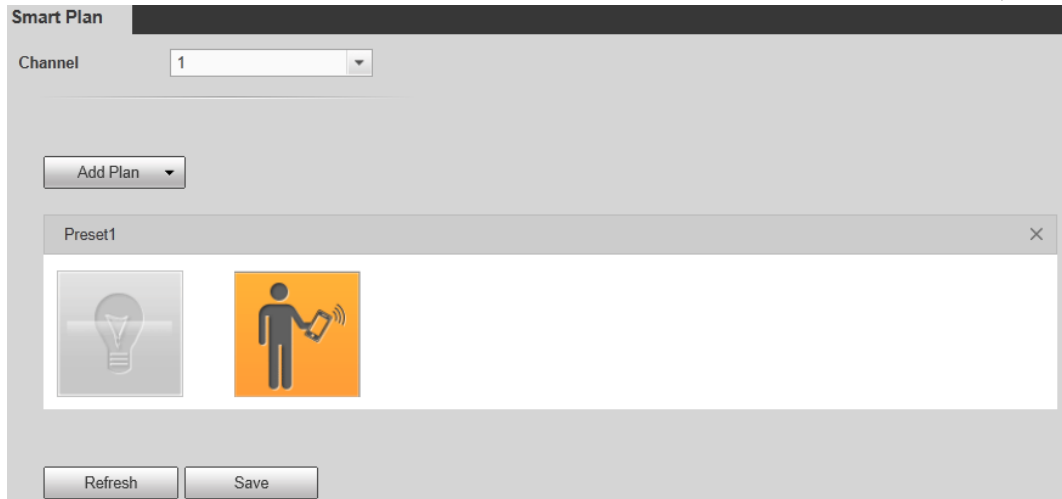 Smart Plan
Channel 1
Add Plan
Preset1
Refresh Save